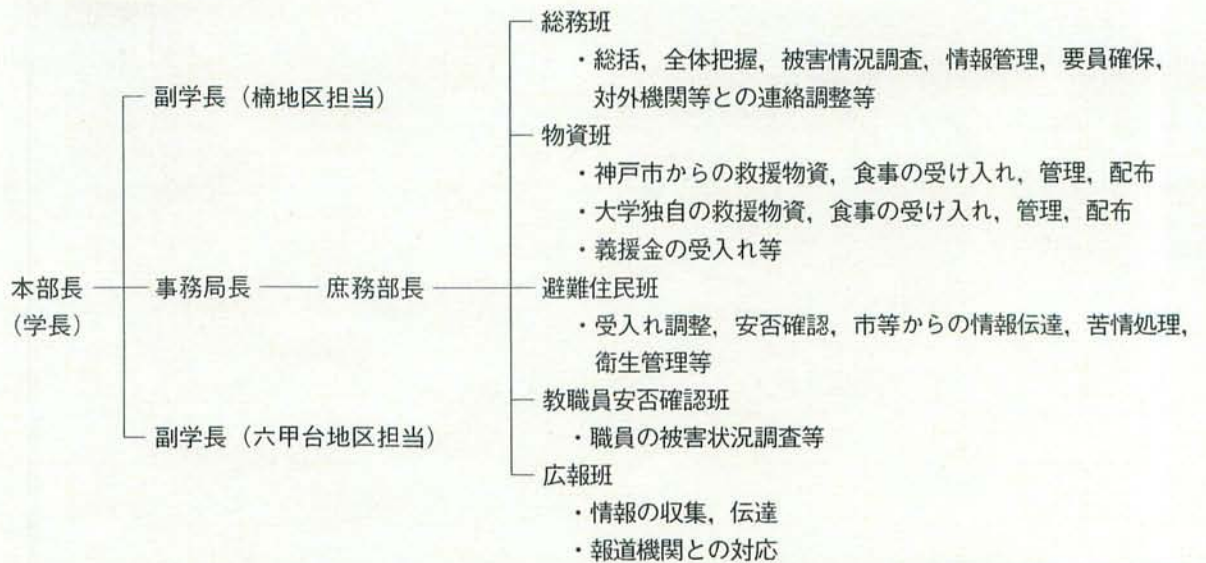 本部長
(学長)
副学長(楠地区担当)
事務局長
庶務部長
副学長(六甲台地区担当)
総務班
・総括,全体把握,被害情況調査,情報管理,要員確保,
対外機関等との連絡調整等
物資班
・神戸市からの救援物資,食事の受け入れ,管理,配布
・大学独自の救援物資,食事の受け入れ,管理,配布
・義援金の受入れ等
避難住民班
・受入れ調整,安否確認,市等からの情報伝達,苦情処理,
衛生管理等
教職員安否確認班
・職員の被害状況調査等
広報班
・情報の収集,伝達
・報道機関との対応